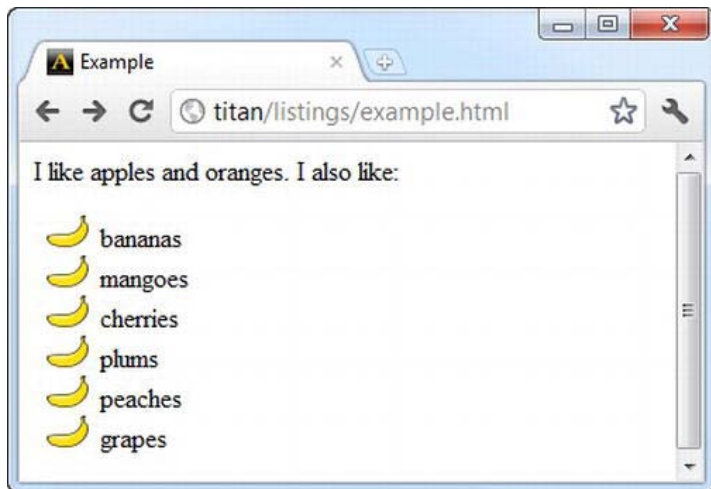 Example
titan/listings/example.html
I like apples and oranges. I also like:
bananas
mangoes
cherries
plums
peaches
grapes